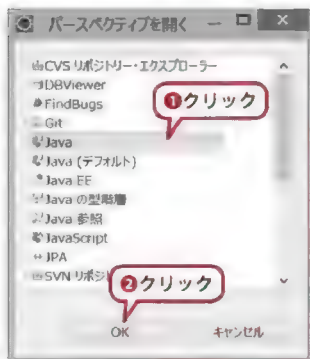 パースペクティブを開く
CVS リポジトリー・エクスプローラー
DBViewer
FindBugs
Git
Java
Java (デフォルト)
Java EE
Java の型階層
Java 参照
JavaScript
JPA
SVN リポジ
❶クリック
❷クリック
OK
キャンセル